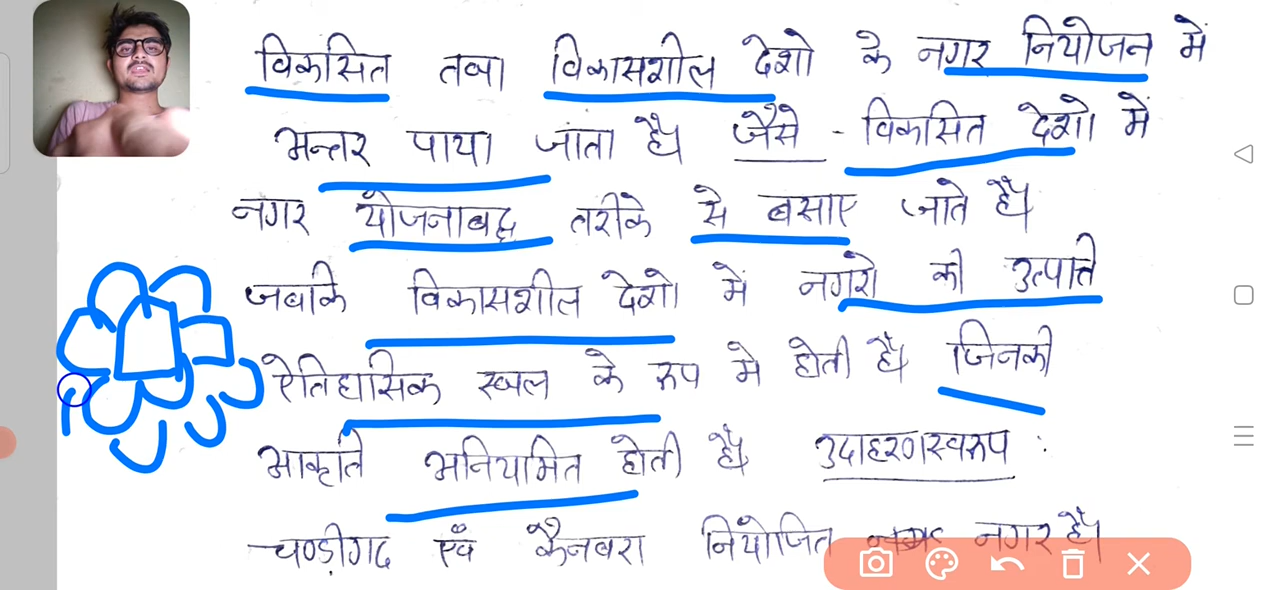 विकसित तथा विकासशील देशो के नगर नियोजन में
अन्तर पाया जाता है। जैसे - विकसित देशो में
नगर योजनाबद्ध तरीके से बसाए जाते हैं।
जबकि विकासशील देशो में नगरो की उत्पत्ति
ऐतिहासिक स्थल के रूप मे होती है। जिनकी
आकृति अनियमित होती है। उदाहरणस्वरूप :
चण्ड़ीगढ एवं कैनबरा नियोजित नगर है।